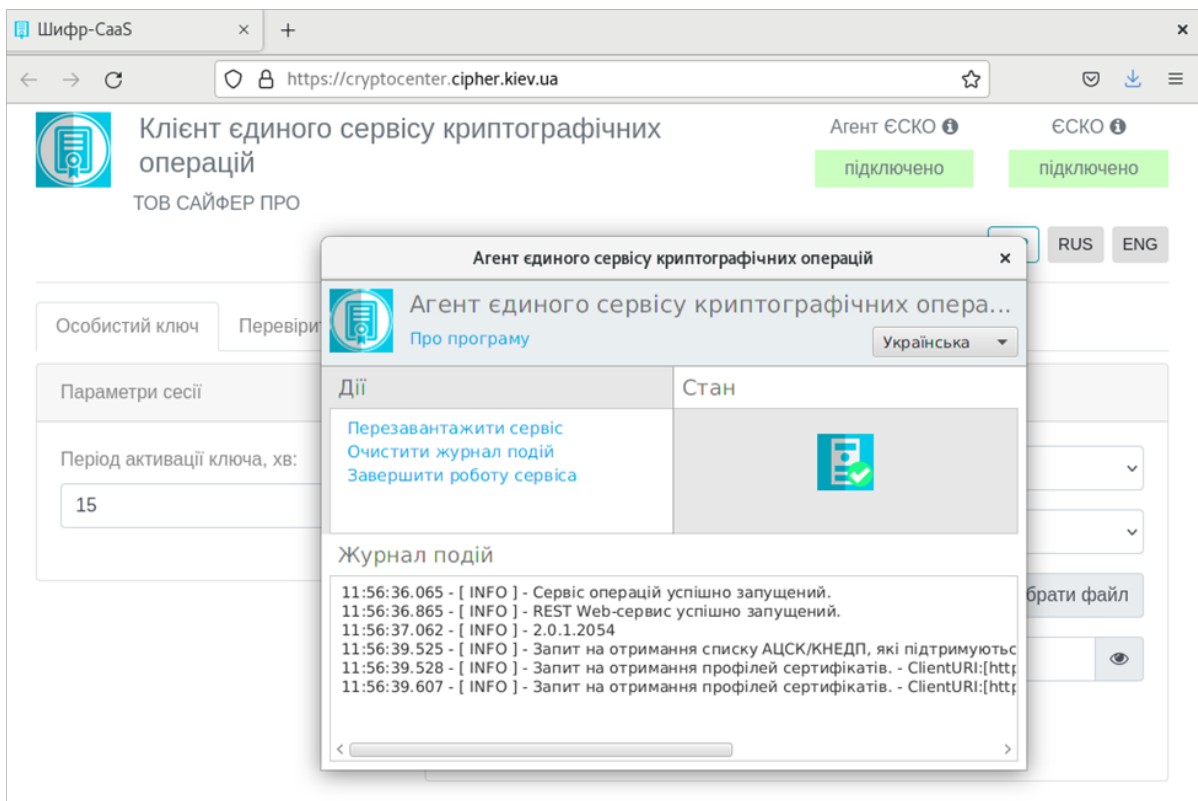 Шифр-CaaS
https://cryptocenter.cipher.kiev.ua
Клієнт єдиного сервісу криптографічних
операцій
ТОВ САЙФЕР ПРО
Агент ЄСКО ЄСКО
підключено підключено
RUS ENG
Особистий ключ
Параметри сесії
Період активації ключа, хв:
15
брати файл
Агент єдиного сервісу криптографічних операцій
Агент єдиного сервісу криптографічних опера...
Про програму
Українська
Дії
Стан
Перезавантажити сервіс
Очистити журнал подій
Завершити роботу сервіса
Журнал подій
11:56:36.065 - [ INFO ] - Сервіс операцій успішно запущений.
11:56:36.865 - [ INFO ] - REST Web-сервис успішно запущений.
11:56:37.062 - [ INFO ] - 2.0.1.2054
11:56:39.525 - [ INFO ] - Запит на отримання списку АЦСК/КНЕДП, які підтримуютьс
11:56:39.528 - [ INFO ] - Запит на отримання профілей сертифікатів. - ClientURI:[http
11:56:39.607 - [ INFO ] - Запит на отримання профілей сертифікатів. - ClientURI:[http